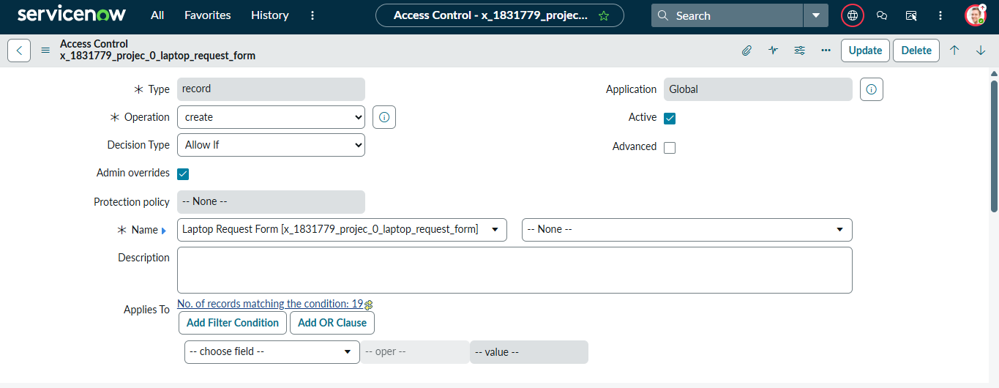 servicenow All Favorites History Access Control - x_1831779_projec... Search
Access Control
x_1831779_projec_0_laptop_request_form
Update Delete
Type record Application Global
Operation create Active
Decision Type Allow If Advanced
Admin overrides
Protection policy -- None --
Name Laptop Request Form [x_1831779_projec_0_laptop_request_form] -- None --
Description
Applies To No. of records matching the condition: 19
Add Filter Condition Add OR Clause
-- choose field -- -- oper -- -- value --